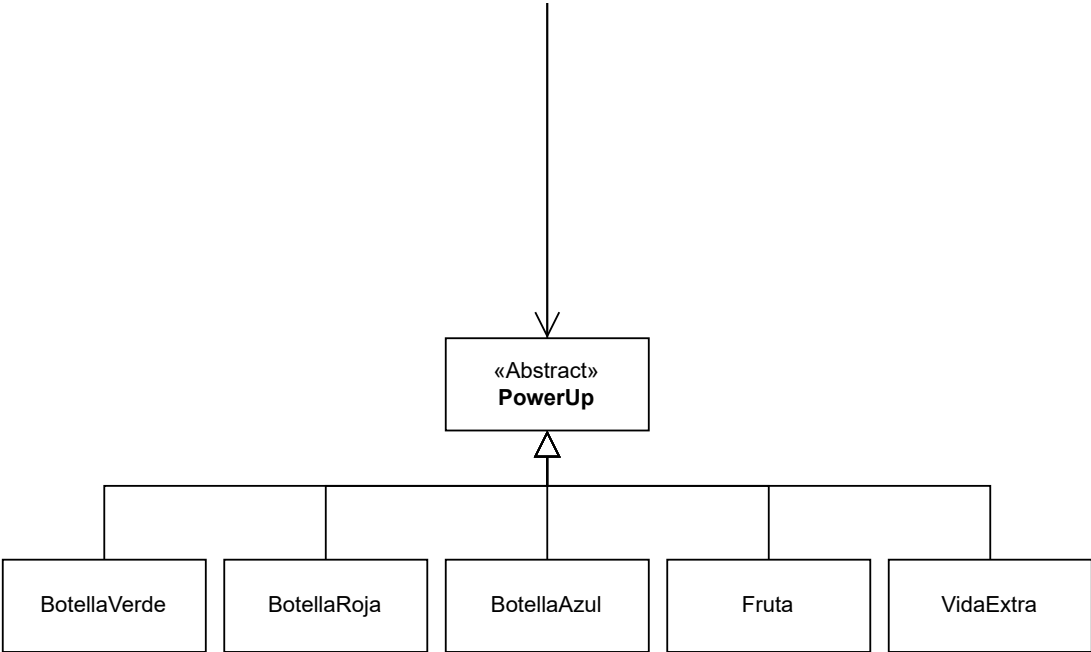 «Abstract»
PowerUp
BotellaVerde
BotellaRoja
BotellaAzul
Fruta
VidaExtra